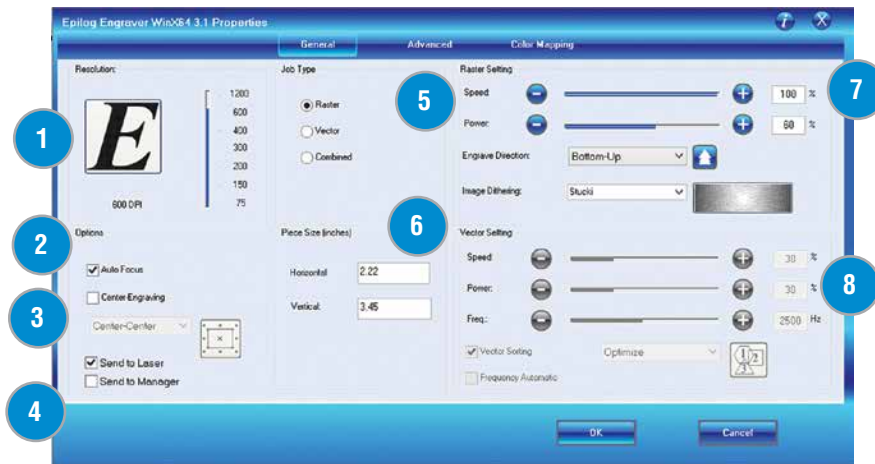 Epilog Engraver WinX64 3.1 Properties
General Advanced Color Mapping
Resolution:
E
1200
600
400
300
200
150
75
600 DPI
1
Options
2
Auto Focus
Center-Engraving
3
Center-Center
Send to Laser
Send to Manager
4
Job Type
Raster
Vector
Combined
5
Piece Size (inches)
6
Horizontal 2.22
Vertical: 3.45
Raster Setting
Speed 100 %
7
Power: 60 %
Engrave Direction: Bottom-Up
Image Dithering: Stucki
Vector Setting
Speed 30 %
Power: 30 %
8
Freq.: 2500 Hz
Vector Sorting Optimize
1 2
3
Frequency Automatic
OK Cancel